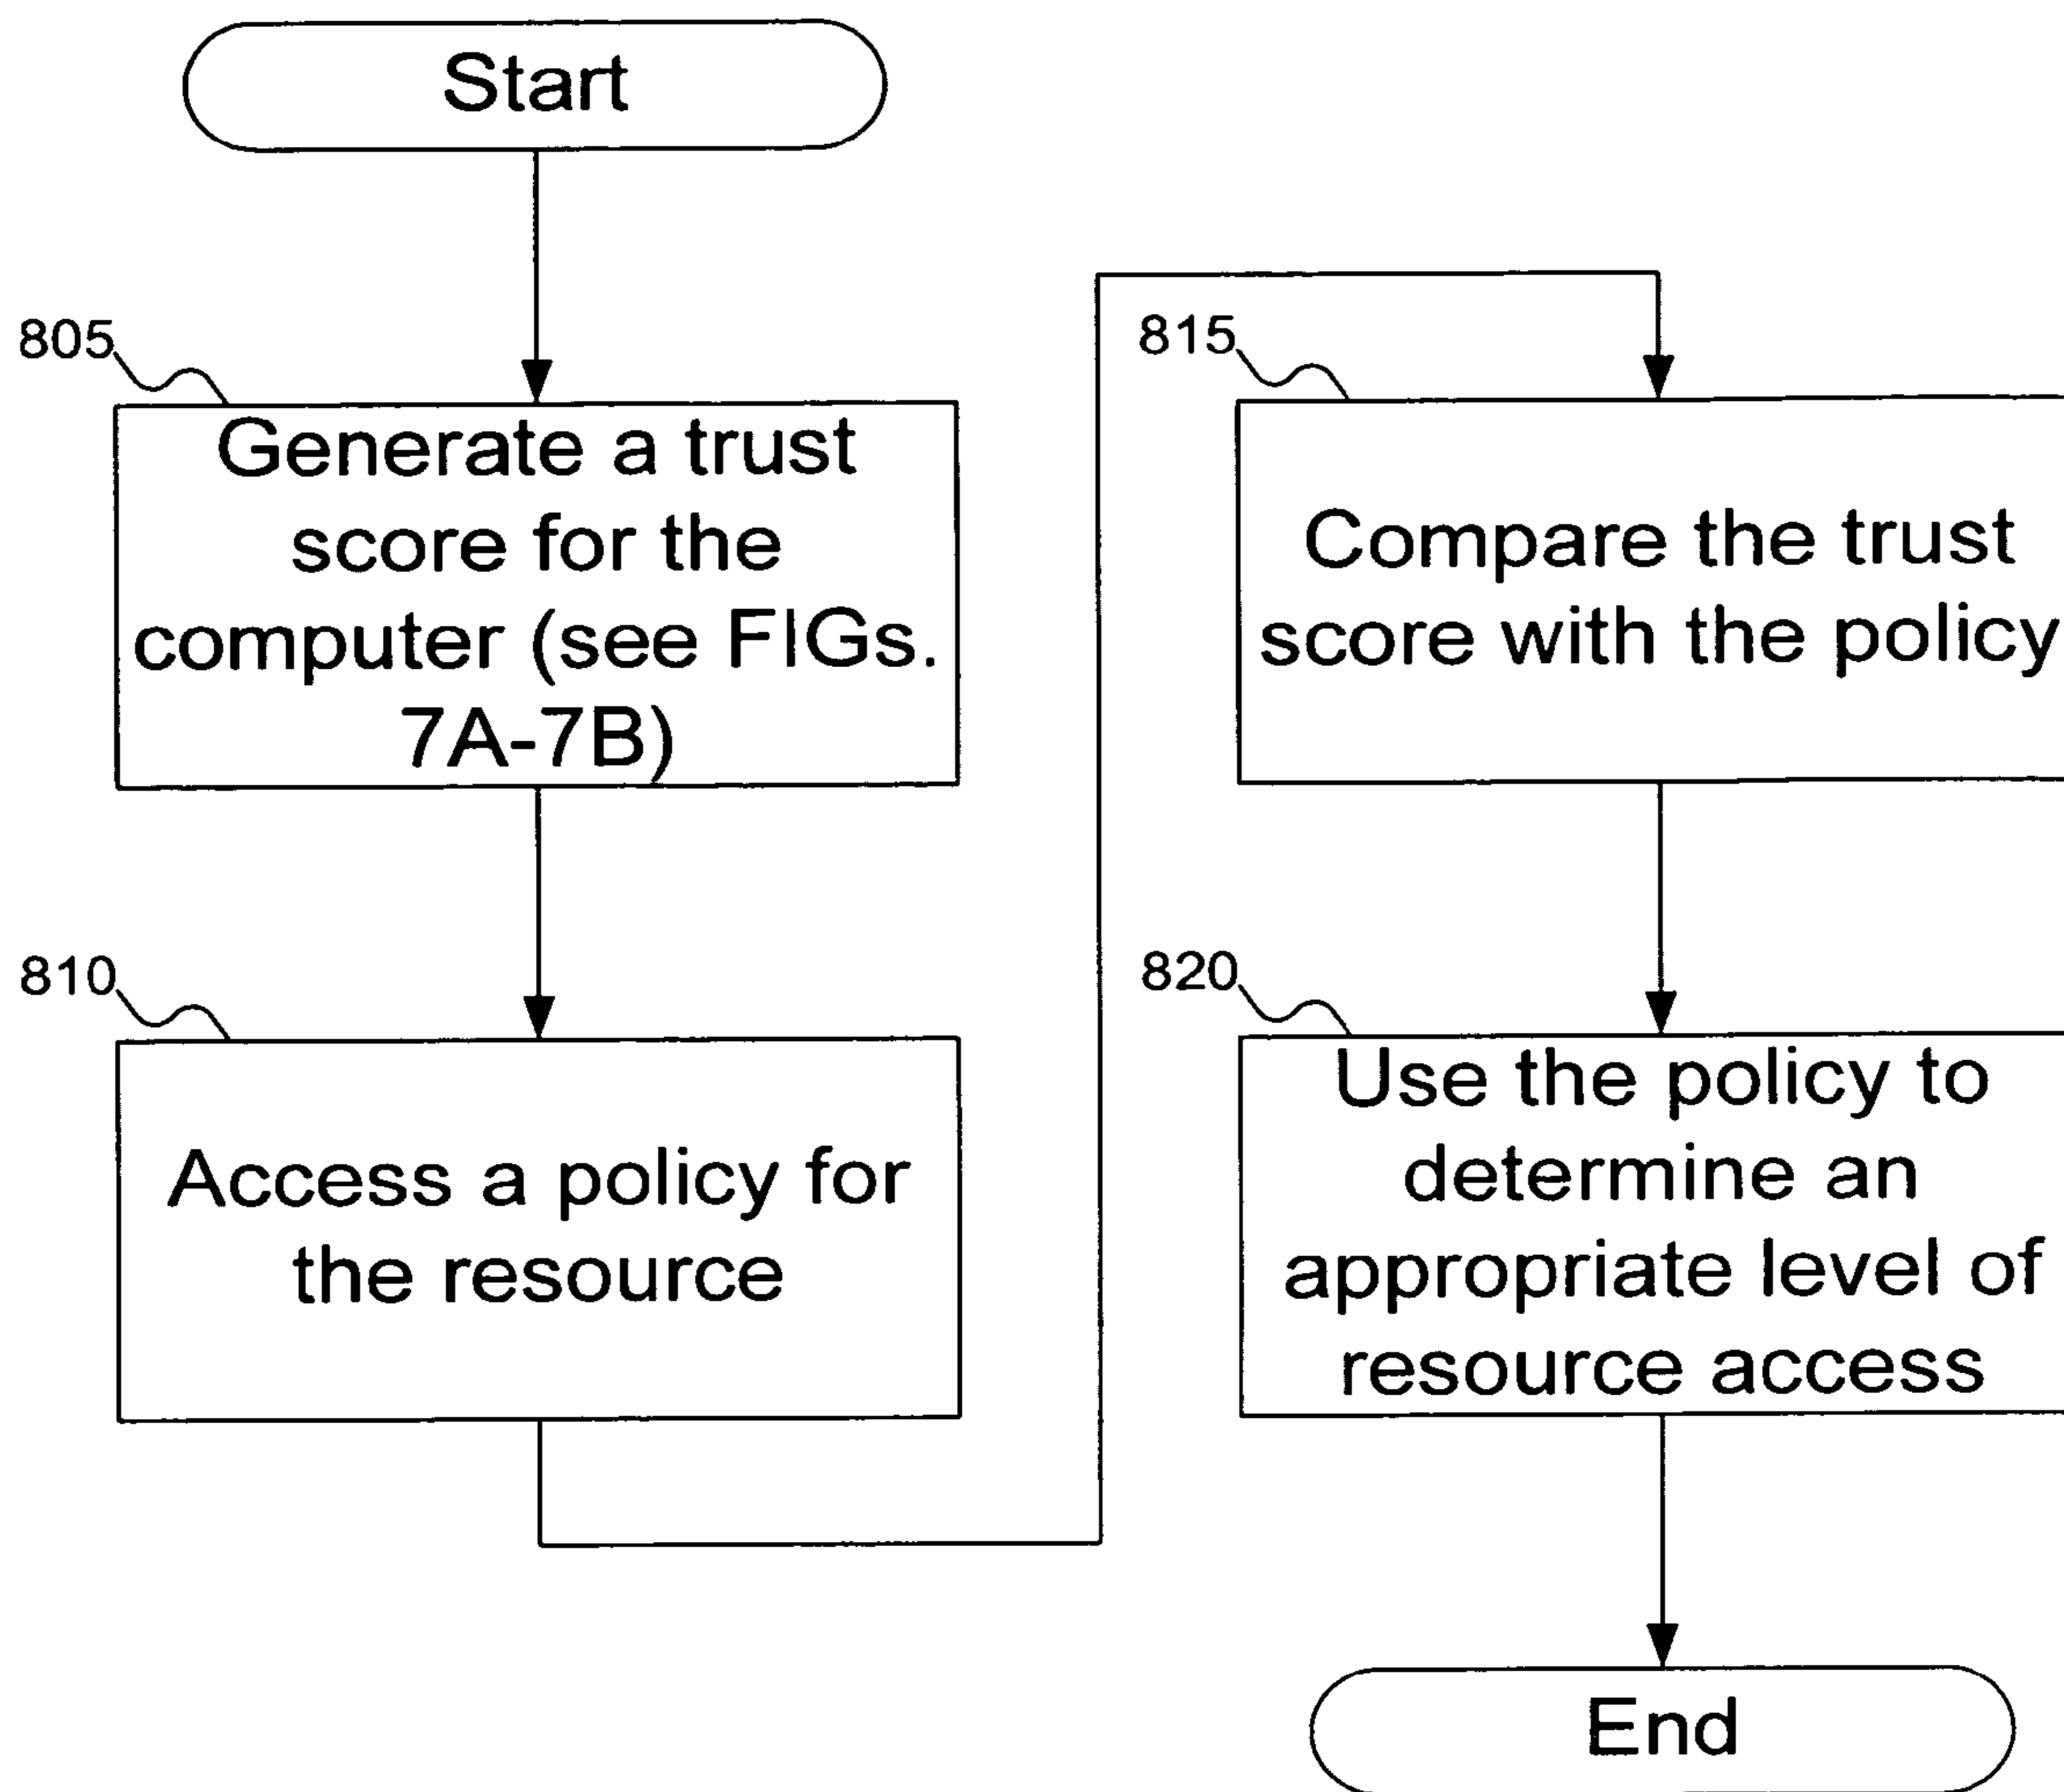 Start
805
Generate a trust
score for the
computer (see FIGs.
7A-7B)
810
Access a policy for
the resource
815
Compare the trust
score with the policy
820
Use the policy to
determine an
appropriate level of
resource access
End